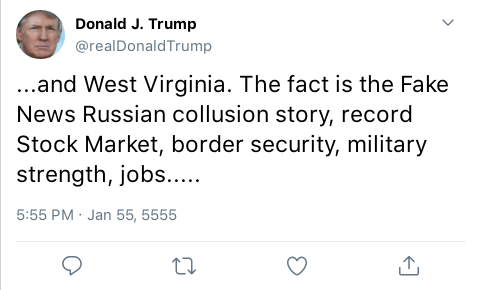 Donald J. Trump
@realDonaldTrump
...and West Virginia. The fact is the Fake
News Russian collusion story, record
Stock Market, border security, military
strength, jobs.....
5:55 PM · Jan 55, 5555